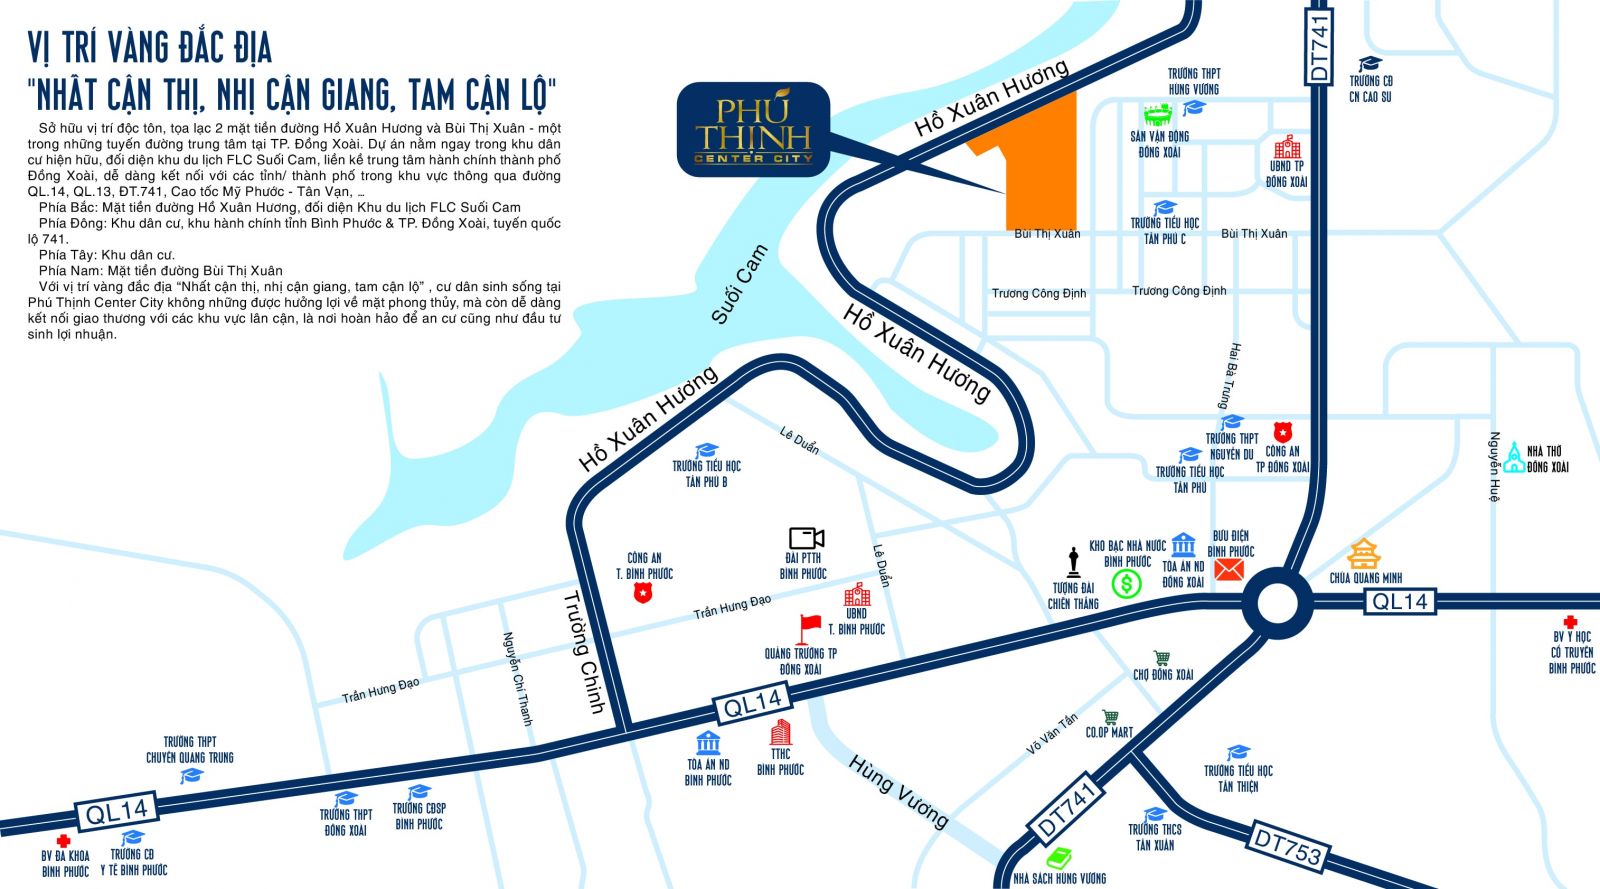 VỊ TRÍ VÀNG ĐẮC ĐỊA
"NHẤT CẬN THỊ, NHỊ CẬN GIANG, TAM CẬN LỘ"
Sở hữu vị trí độc tôn, tọa lạc 2 mặt tiền đường Hồ Xuân Hương và Bùi Thị Xuân - một
trong những tuyến đường trung tâm tại TP. Đồng Xoài. Dự án nằm ngay trong khu dân
cư hiện hữu, đối diện khu du lịch FLC Suối Cam, liền kề trung tâm hành chính thành phố
Đồng Xoài, dễ dàng kết nối với các tỉnh/ thành phố trong khu vực thông qua đường
QL.14, QL.13, ĐT.741, Cao tốc Mỹ Phước - Tân Vạn, ...
Phía Bắc: Mặt tiền đường Hồ Xuân Hương, đối diện Khu du lịch FLC Suối Cam
Phía Đông: Khu dân cư, khu hành chính tỉnh Bình Phước & TP. Đồng Xoài, tuyến quốc
lộ 741.
Phía Tây: Khu dân cư.
Phía Nam: Mặt tiền đường Bùi Thị Xuân
Với vị trí vàng đắc địa “Nhất cận thị, nhị cận giang, tam cận lộ” , cư dân sinh sống tại
Phú Thịnh Center City không những được hưởng lợi về mặt phong thủy, mà còn dễ dàng
kết nối giao thương với các khu vực lân cận, là nơi hoàn hảo để an cư cũng như đầu tư
sinh lợi nhuận.
PHÚ
THỊNH
CENTER CITY
Hồ Xuân Hương
DT741
TRƯỜNG CĐ
CN CAO SU
TRƯỜNG THPT
HÙNG VƯƠNG
SÂN VẬN ĐỘNG
ĐỒNG XOÀI
UBND TP
ĐỒNG XOÀI
TRƯỜNG TIỂU HỌC
TÂN PHÚ C
Bùi Thị Xuân
Bùi Thị Xuân
Suối Cam
Trương Công Định
Trương Công Định
Hồ Xuân Hương
Hai Bà Trưng
Hồ Xuân Hương
Lê Duẩn
TRƯỜNG TIỂU HỌC
TÂN PHÚ B
TRƯỜNG THPT
NGUYỄN DU
CÔNG AN
TP ĐỒNG XOÀI
TRƯỜNG TIỂU HỌC
TÂN PHÚ
Nguyễn Huệ
NHÀ THỜ
ĐỒNG XOÀI
CÔNG AN
T. BÌNH PHƯỚC
ĐÀI PTTH
BÌNH PHƯỚC
Lê Duẩn
TƯỢNG ĐÀI
CHIẾN THẮNG
KHO BẠC NHÀ NƯỚC
BÌNH PHƯỚC
TÒA ÁN ND
ĐỒNG XOÀI
BƯU ĐIỆN
BÌNH PHƯỚC
CHÙA QUANG MINH
QL14
Trần Hưng Đạo
UBND
T. BÌNH PHƯỚC
QUẢNG TRƯỜNG TP
ĐỒNG XOÀI
Trường Chinh
Nguyễn Chí Thanh
Trần Hưng Đạo
BV Y HỌC
CỔ TRUYỀN
BÌNH PHƯỚC
CHỢ ĐỒNG XOÀI
QL14
CO.OP MART
Võ Văn Tần
TRƯỜNG THPT
CHUYÊN QUANG TRUNG
TÒA ÁN ND
BÌNH PHƯỚC
TTHC
BÌNH PHƯỚC
Hùng Vương
TRƯỜNG TIỂU HỌC
TÂN THIỆN
QL14
TRƯỜNG THPT
ĐỒNG XOÀI
TRƯỜNG CĐSP
BÌNH PHƯỚC
DT741
TRƯỜNG THCS
TÂN XUÂN
DT753
BV ĐA KHOA
BÌNH PHƯỚC
TRƯỜNG CĐ
Y TẾ BÌNH PHƯỚC
NHÀ SÁCH HÙNG VƯƠNG